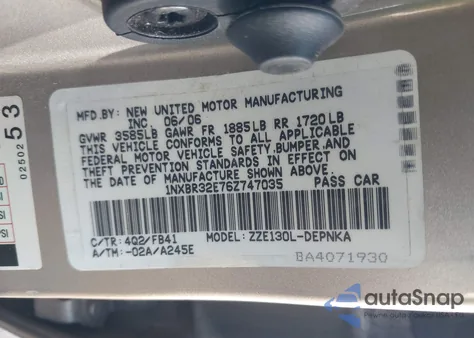 MFD.BY: NEW UNITED MOTOR MANUFACTURING
INC. 06/06
GVWR 3585LB GAWR FR 1885LB RR 1720LB
THIS VEHICLE CONFORMS TO ALL APPLICABLE
FEDERAL MOTOR VEHICLE SAFETY,BUMPER,AND
THEFT PREVENTION STANDARDS IN EFFECT ON
THE DATE OF MANUFACTURE SHOWN ABOVE.
1NXBR32E76Z747035 PASS CAR
C/TR: 4Q2/FB41 MODEL: ZZE130L-DEPNKA
A/TM: -02A/A245E
BA4071930
0250253
autaSnap